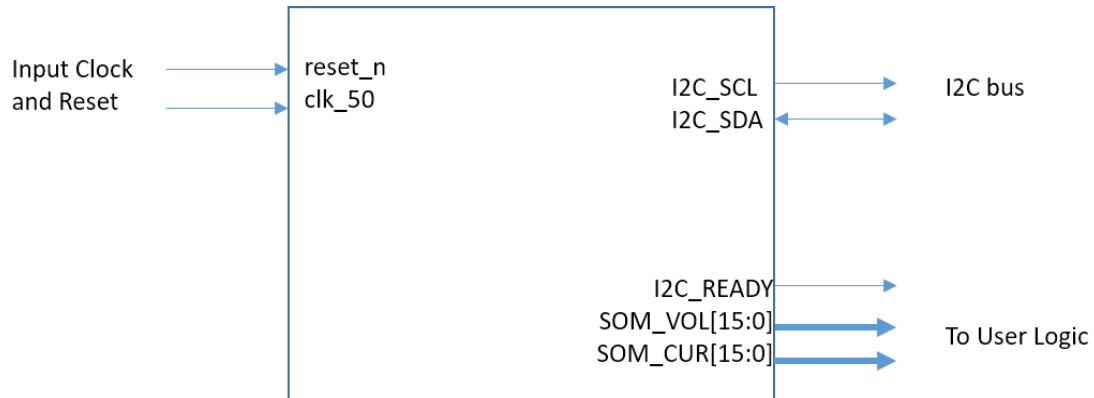 Input Clock
and Reset
reset_n
clk_50
I2C_SCL
I2C_SDA
I2C bus
I2C_READY
SOM_VOL[15:0]
SOM_CUR[15:0]
To User Logic